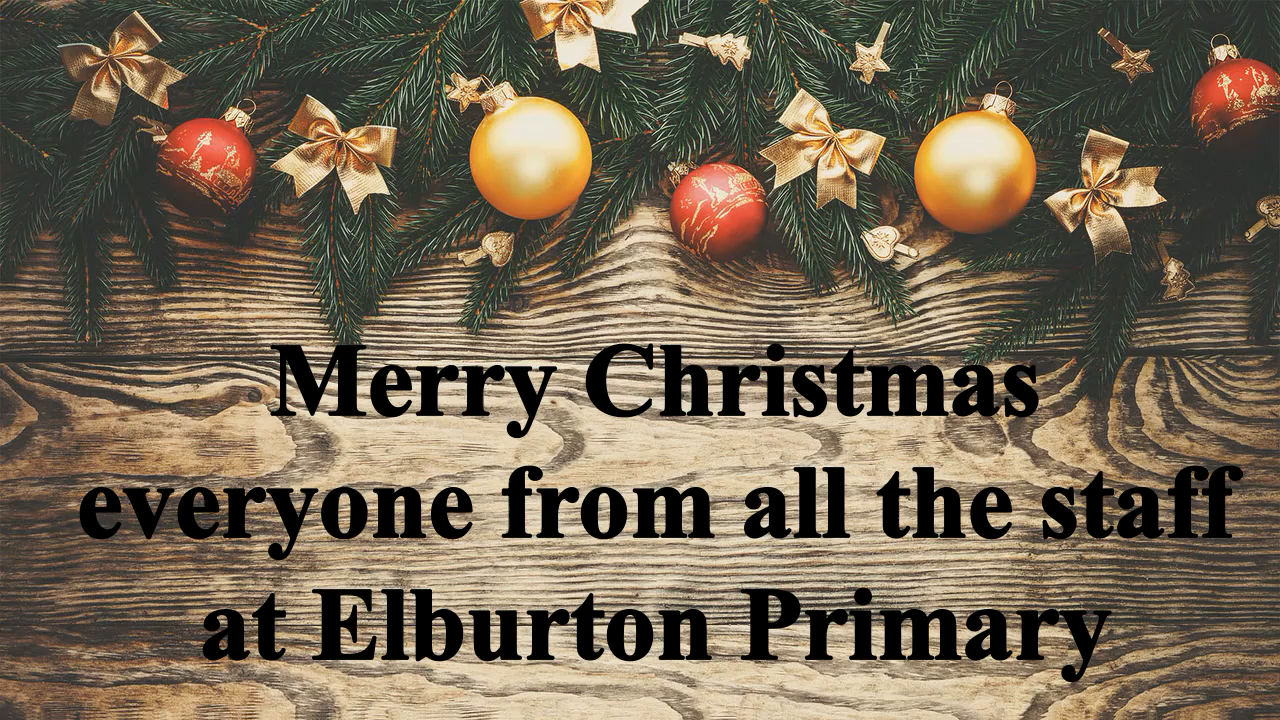 Merry Christmas
everyone from all the staff
at Elburton Primary